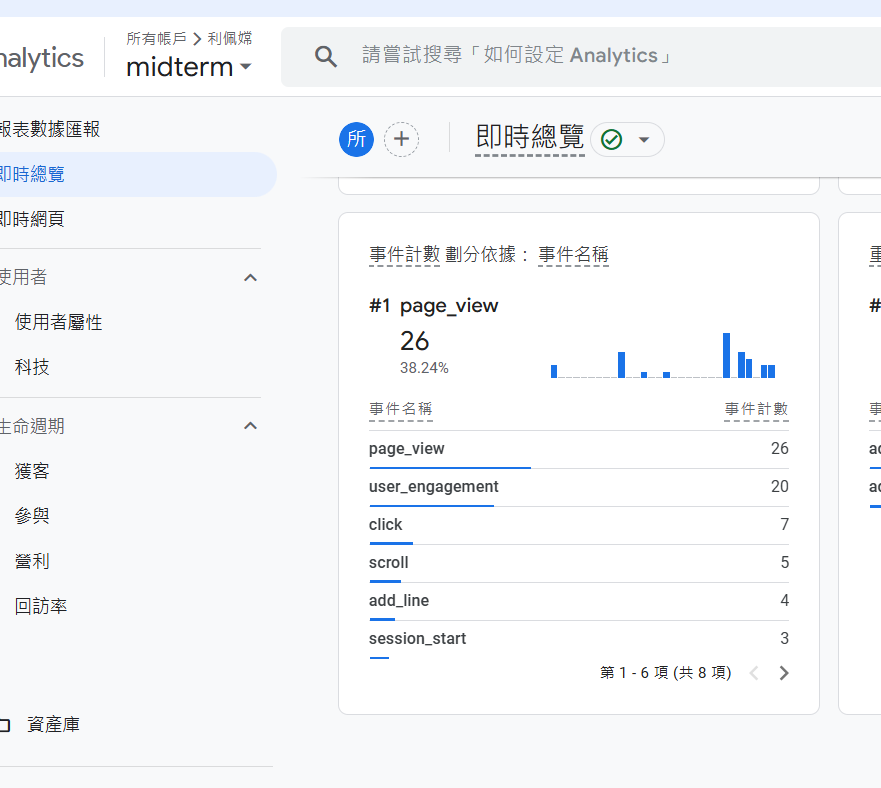 nalytics
所有帳戶 > 利佩嫦
midterm
請嘗試搜尋「如何設定 Analytics」
報表數據匯報
即時總覽
即時網頁
使用者
使用者屬性
科技
生命週期
獲客
參與
營利
回訪率
資產庫
所
即時總覽
事件計數 劃分依據： 事件名稱
#1 page_view
26
38.24%
事件名稱 事件計數
page_view 26
user_engagement 20
click 7
scroll 5
add_line 4
session_start 3
第 1 - 6 項 (共 8 項)
#